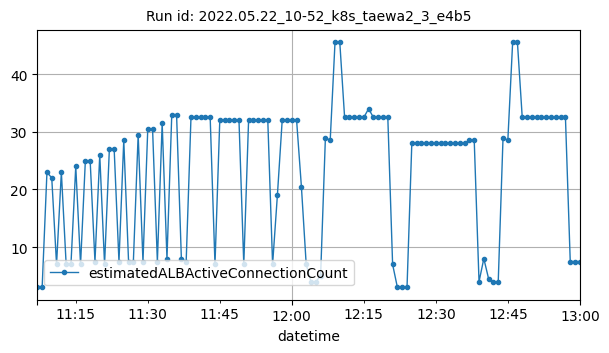 Run id: 2022.05.22_10-52_k8s_taewa2_3_e4b5
40
30
20
10
estimatedALBActiveConnectionCount
11:15 11:30 11:45 12:00 12:15 12:30 12:45 13:00
datetime